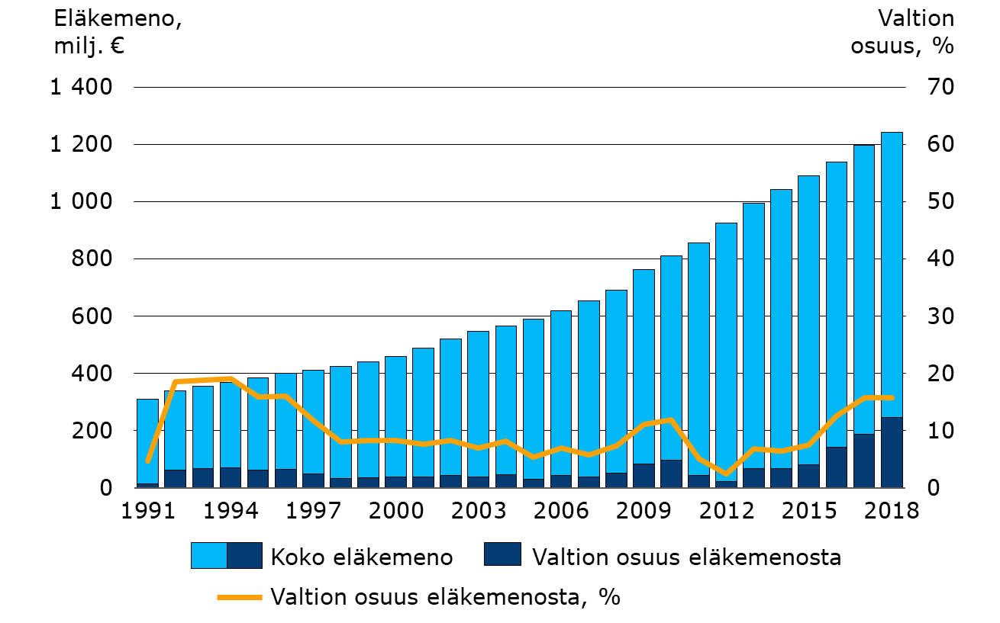 Eläkemeno,
milj. €
Valtion
osuus, %
1 400
70
1 200
60
1 000
50
800
40
600
30
400
20
200
10
0
0
1991 1994 1997 2000 2003 2006 2009 2012 2015 2018
Koko eläkemeno
Valtion osuus eläkemenosta
Valtion osuus eläkemenosta, %